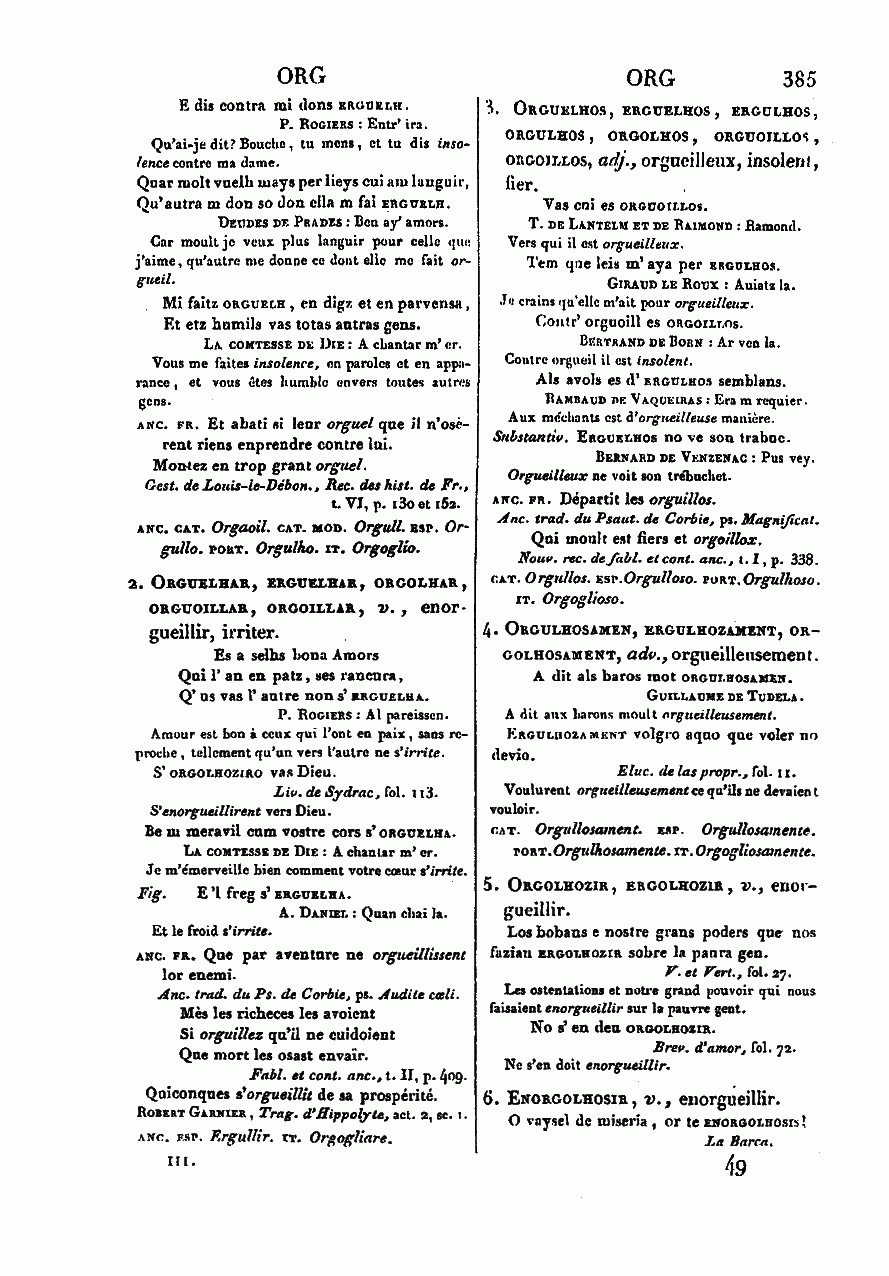 ORG
ORG 385
E dis contra mi dons ERGUELH.
P. ROGIERS : Entr' ira.
Qu'ai-je dit? Bouche, tu mens, et tu dis inso-
lence contre ma dame.
Quar molt vuelh mays per lieys cui am languir,
Qu'autra m don so don ella m fai ERGUELH.
DEUDES DE PRADES : Ben ay' amors.
Car moult je veux plus languir pour celle que
j'aime, qu'autre me donne ce dont elle me fait or-
gueil.
Mi faitz ORGUELH, en digz et en parvensa,
Et etz humils vas totas autras gens.
LA COMTESSE DE DIE : A chantar m' er.
Vous me faites insolence, en paroles et en appa-
rance, et vous êtes humble envers toutes autres
gens.
ANC. FR. Et abati si leur orguel que il n'osè-
rent riens enprendre contre lui.
Montez en trop grant orguel.
Gest. de Louis-le-Débon., Rec. des hist. de Fr.,
t. VI, p. 130 et 152.
ANC. CAT. Orgaoil. CAT. MOD. Orgull. ESP. Or-
gullo. PORT. Orgulho. IT. Orgoglio.
2. ORGUELHAR, ERGUELHAR, ORGOLHAR,
ORGUOILLAR, ORGOILLAR, v., enor-
gueillir, irriter.
Es a selhs bona Amors
Qui l' an en patz, ses rancura,
Q' us vas l' autre non s' ERGUELHA.
P. ROGIERS : Al pareissen.
Amour est bon à ceux qui l'ont en paix, sans re-
proche, tellement qu'un vers l'autre ne s'irrite.
S' ORGOLHOZIRO vas Dieu.
Liv. de Sydrac, fol. 113.
S'enorgueillirent vers Dieu.
Be m meravil cum vostre cors s' ORGUELHA.
LA COMTESSE DE DIE : A chantar m' er.
Je m'émerveille bien comment votre cœur s'irrite.
Fig. E 'l freg s' ERGUELHA.
A. DANIEL : Quan chai la.
Et le froid s'irrite.
ANC. FR. Que par aventure ne orgueillissent
lor enemi.
Anc. trad. du Ps. de Corbie, ps. Audite cœli.
Mès les richeces les avoient
Si orguillez qu'il ne cuidoient
Que mort les osast envaïr.
Fabl. et cont. anc., t. II, p. 409.
Quiconques s'orgueillit de sa prospérité.
ROBERT GARNIER, Trag. d'Hippolyte, act. 2, sc. 1.
ANC. ESP. Ergullir. IT. Orgogliare.
III.
3. ORGUELHOS, ERGUELHOS, ERGULHOS,
ORGULHOS, ORGOLHOS, ORGUOILLOS,
ORGOILLOS, adj., orgueilleux, insolent,
fier.
Vas cui es ORGUOILLOS.
T. DE LANTELM ET DE RAIMOND : Ramond.
Vers qui il est orgueilleux.
Tem que leis m' aya per ERGULHOS.
GIRAUD LE ROUX : Auiatz la.
Je crains qu'elle m'ait pour orgueilleux.
Contr' orguoill es ORGOILLOS.
BERTRAND DE BORN : Ar ven la.
Contre orgueil il est insolent.
Als avols es d' ERGULHOS semblans.
RAMBAUD DE VAQUEIRAS : Era m requier.
Aux méchants est d'orgueilleuse manière.
Substantiv. ERGUELHOS no ve son trabuc.
BERNARD DE VENZENAC : Pus vey.
Orgueilleux ne voit son trébuchet.
ANC. FR. Départit les orguillos.
Anc. trad. du Psaut. de Corbie, ps. Magnificat.
Qui moult est fiers et orgoillox.
Nouv. rec. de fabl. et cont. anc., t. I, p. 338.
CAT. Orgullos. ESP. Orgulloso. PORT. Orgulhoso.
IT. Orgoglioso.
4. ORGULHOSAMEN, ERGULHOZAMENT, OR-
GOLHOSAMENT, adv., orgueilleusement.
A dit als baros mot ORGULHOSAMEN.
GUILLAUME DE TUDELA.
A dit aux barons moult orgueilleusement.
ERGULHOZAMENT volgro aquo que voler no
devio.
Eluc. de las propr., fol. 11.
Voulurent orgueilleusement ce qu'ils ne devaient
vouloir.
CAT. Orgullosament. ESP. Orgullosamente.
PORT. Orgulhosamente. IT. Orgogliosamente.
5. ORGOLHOZIR, ERGOLHOZIR, v., enor-
gueillir.
Los bobans e nostre grans poders que nos
fazian ERGOLHOZIR sobre la paura gen.
V. et Vert., fol. 27.
Les ostentations et notre grand pouvoir qui nous
faisaient enorgueillir sur la pauvre gent.
No s' en deu ORGOLHOZIR.
Brev. d'amor, fol. 72.
Ne s'en doit enorgueillir.
6. ENORGOLHOSIR, v., enorgueillir.
O vaysel de miseria, or te ENORGOLHOSIS!
La Barca.
49